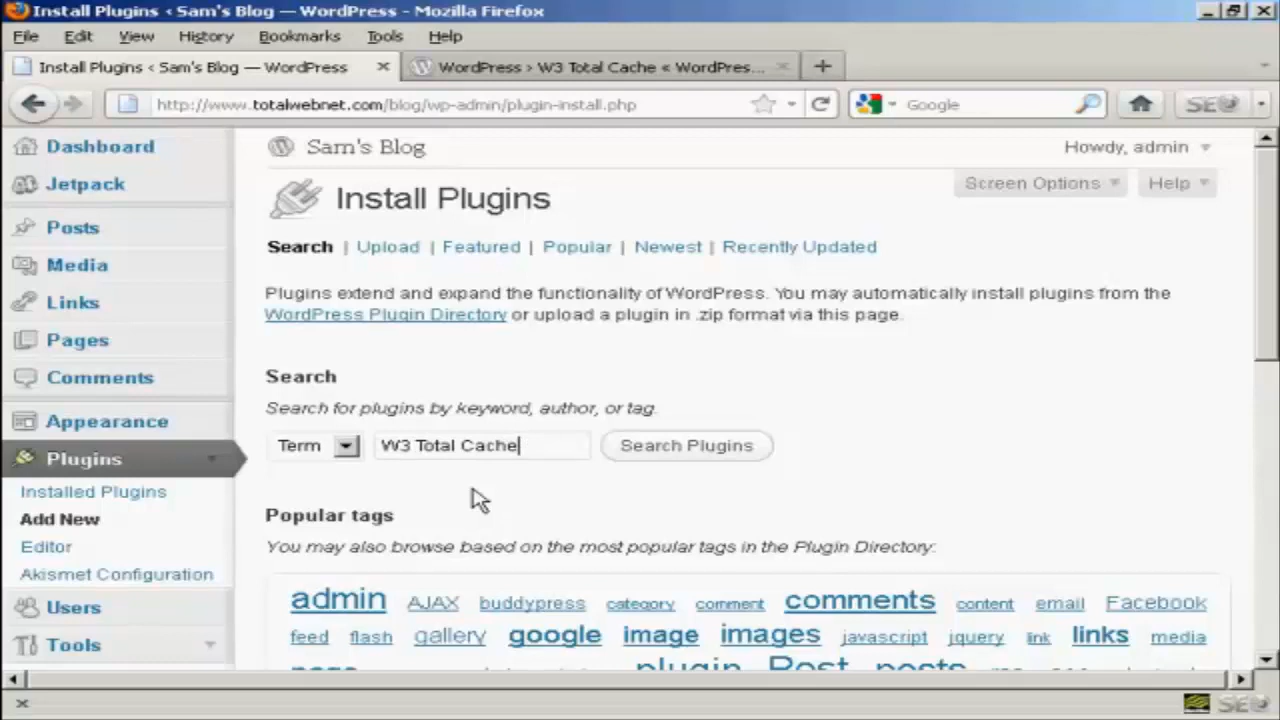 Install Plugins ‹ Sam's Blog — WordPress - Mozilla Firefox
File Edit View History Bookmarks Tools Help
Install Plugins ‹ Sam's Blog — WordPress × WordPress › W3 Total Cache « WordPres... ×
http://www.totalwebnet.com/blog/wp-admin/plugin-install.php Google SEO
Dashboard
Jetpack
Posts
Media
Links
Pages
Comments
Appearance
Plugins
Installed Plugins
Add New
Editor
Akismet Configuration
Users
Tools
Sam's Blog Howdy, admin
Screen Options Help
Install Plugins
Search | Upload | Featured | Popular | Newest | Recently Updated
Plugins extend and expand the functionality of WordPress. You may automatically install plugins from the
WordPress Plugin Directory or upload a plugin in .zip format via this page.
Search
Search for plugins by keyword, author, or tag.
Term W3 Total Cache Search Plugins
Popular tags
You may also browse based on the most popular tags in the Plugin Directory:
admin AJAX buddypress category comment comments content email Facebook
feed flash gallery google image images javascript jquery link links media
page plugin Post posts
× SEO